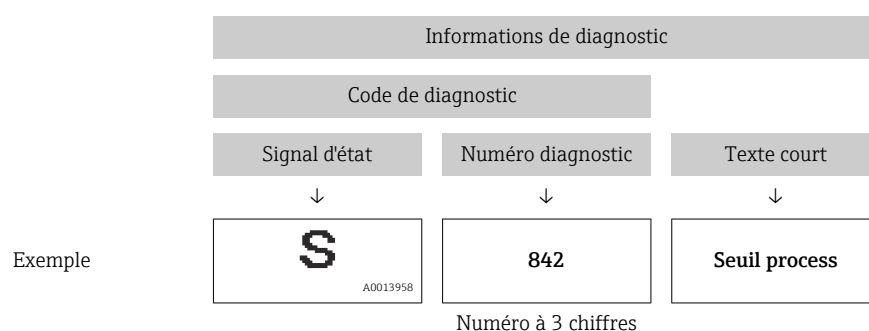 Informations de diagnostic
Code de diagnostic
Signal d'état Numéro diagnostic Texte court
↓ ↓ ↓
Exemple S 842 Seuil process
A0013958
Numéro à 3 chiffres